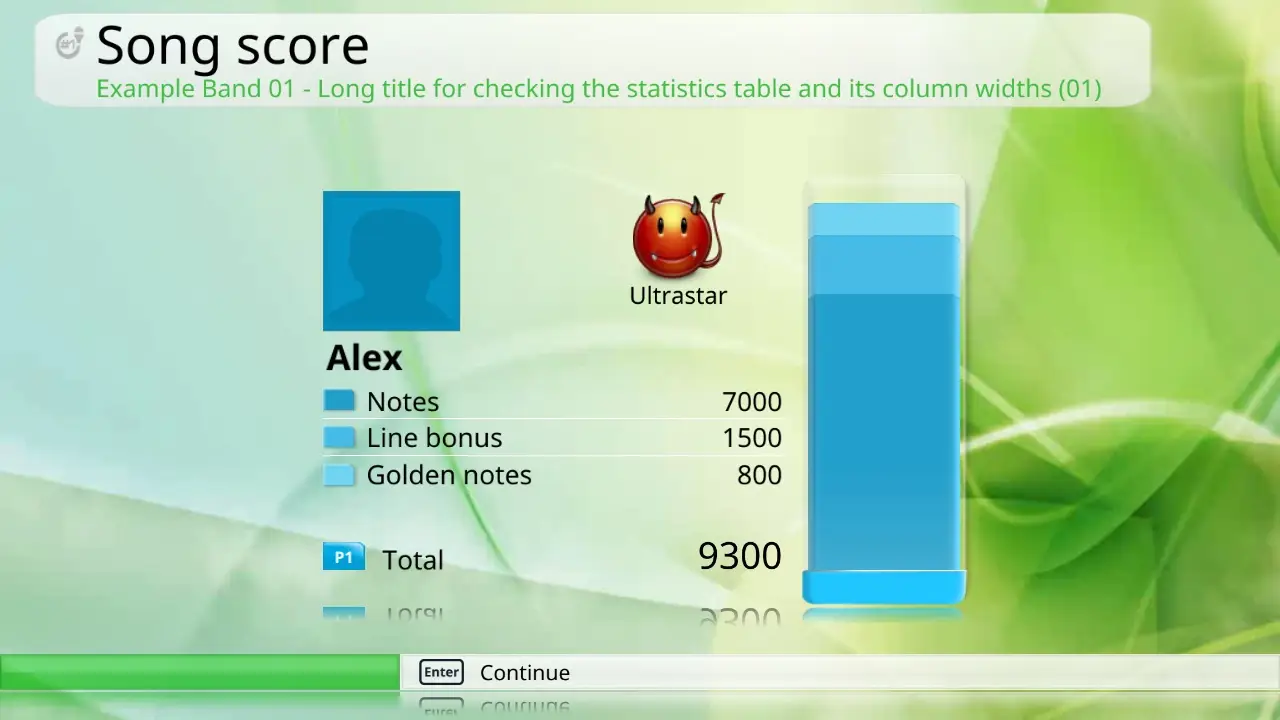 #1
Song score
Example Band 01 - Long title for checking the statistics table and its column widths (01)
Ultrastar
Alex
Notes 7000
Line bonus 1500
Golden notes 800
P1 Total 9300
Enter Continue